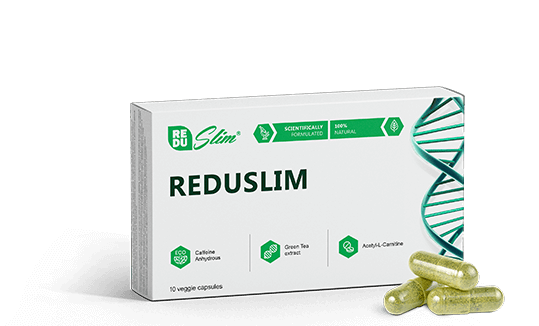 RE
DU
Slim®
SCIENTIFICALLY
FORMULATED
100%
NATURAL
REDUSLIM
ECO
Caffeine
Anhydrous
Green Tea
extract
Acetyl-L-Carnitine
10 veggie capsules